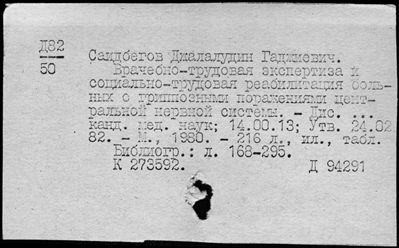 Д82
50
Саидбегов Джалалудин Гаджиевич.
Врачебно-трудовая экспертиза и
социально-трудовая реабилитация боль-
ных с гриппозными поражениями цент-
ральной нервной системы. - Дис. ...
канд. мед. наук; 14.00.13; Утв. 24.02
82. - М., 1980. - 216 л., ил., табл.
Библиогр.: л. 168-295.
К 273592. Д 94291